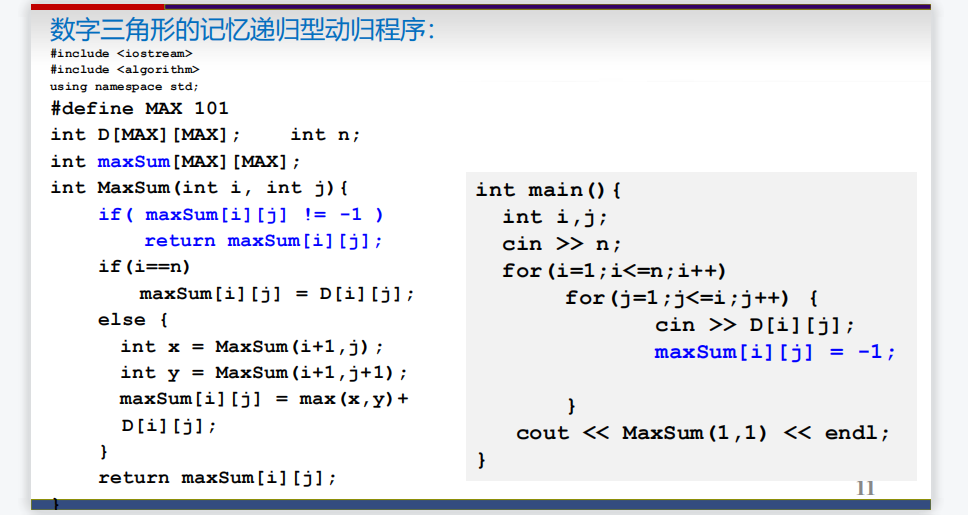 数字三角形的记忆递归型动归程序：
#include <iostream>
#include <algorithm>
using namespace std;
#define MAX 101
int D[MAX][MAX];    int n;
int maxSum[MAX][MAX];
int MaxSum(int i, int j){
if( maxSum[i][j] != -1 )
return maxSum[i][j];
if(i==n)
maxSum[i][j] = D[i][j];
else {
int x = MaxSum(i+1,j);
int y = MaxSum(i+1,j+1);
maxSum[i][j] = max(x,y)+
D[i][j];
}
return maxSum[i][j];
}
int main(){
int i,j;
cin >> n;
for(i=1;i<=n;i++)
for(j=1;j<=i;j++) {
cin >> D[i][j];
maxSum[i][j] = -1;
}
cout << MaxSum(1,1) << endl;
}
11